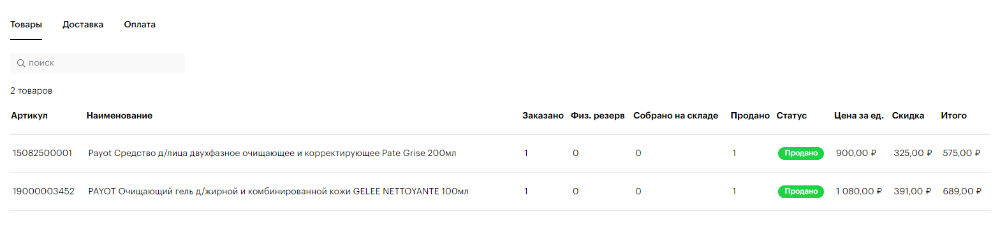 Товары Доставка Оплата
поиск
2 товаров
Артикул Наименование Заказано Физ. резерв Собрано на складе Продано Статус Цена за ед. Скидка Итого
15082500001 Payot Средство д/лица двухфазное очищающее и корректирующее Pate Grise 200мл 1 0 0 1 Продано 900,00 ₽ 325,00 ₽ 575,00 ₽
19000003452 PAYOT Очищающий гель д/жирной и комбинированной кожи GELEE NETTOYANTE 100мл 1 0 0 1 Продано 1 080,00 ₽ 391,00 ₽ 689,00 ₽